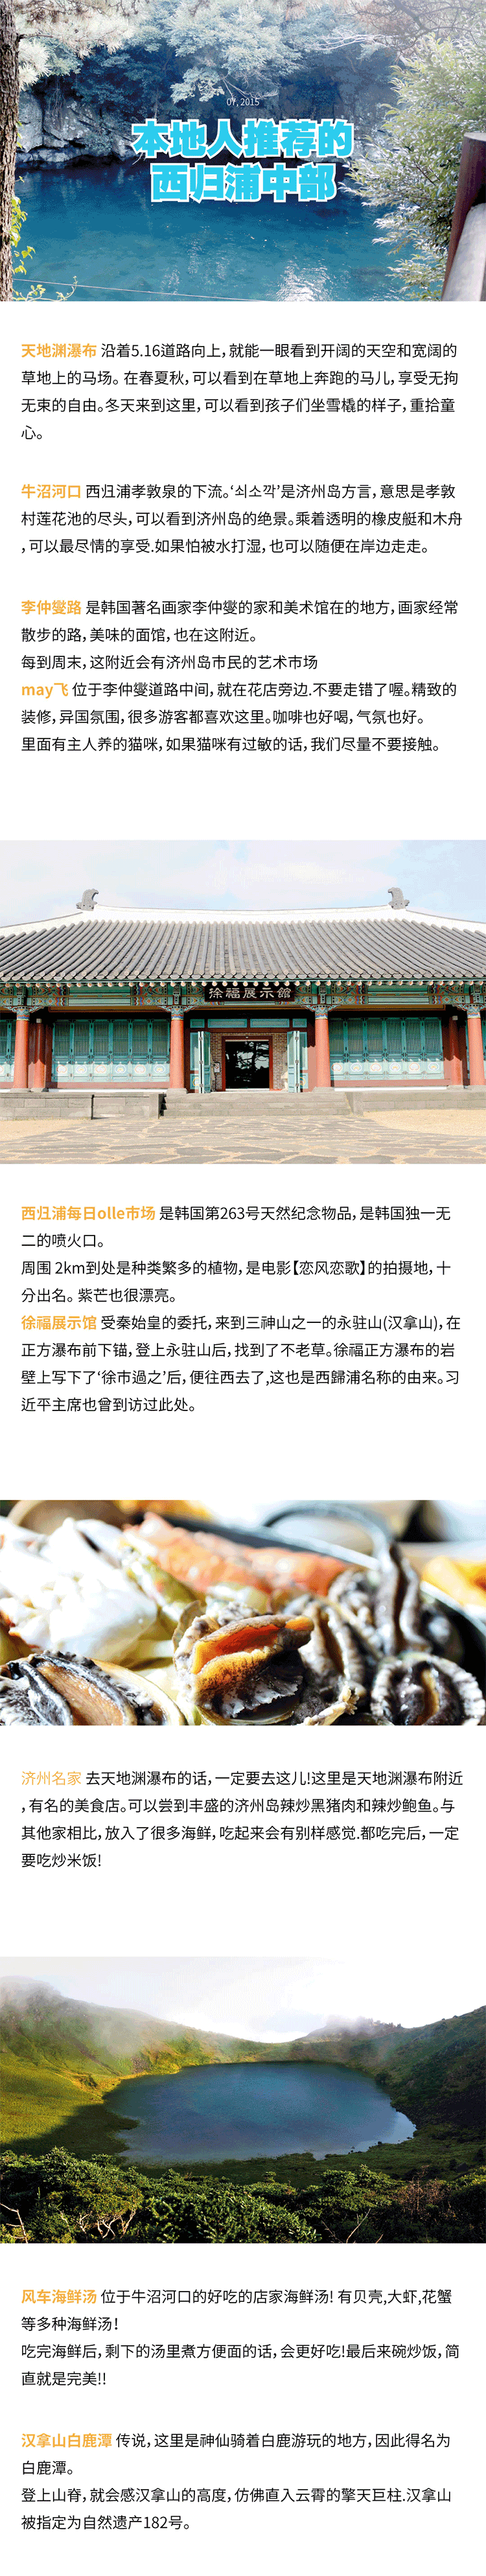 07, 2015
本地人推荐的
西归浦中部
天地渊瀑布 沿着5.16道路向上，就能一眼看到开阔的天空和宽阔的
草地上的马场。在春夏秋，可以看到在草地上奔跑的马儿，享受无拘
无束的自由。冬天来到这里，可以看到孩子们坐雪橇的样子，重拾童
心。
牛沼河口 西归浦孝敦泉的下流。‘쇠소깍’是济州岛方言，意思是孝敦
村莲花池的尽头，可以看到济州岛的绝景。乘着透明的橡皮艇和木舟
，可以最尽情的享受.如果怕被水打湿，也可以随便在岸边走走。
李仲燮路 是韩国著名画家李仲燮的家和美术馆在的地方，画家经常
散步的路，美味的面馆，也在这附近。
每到周末，这附近会有济州岛市民的艺术市场
may飞 位于李仲燮道路中间，就在花店旁边.不要走错了喔。精致的
装修，异国氛围，很多游客都喜欢这里。咖啡也好喝，气氛也好。
里面有主人养的猫咪，如果猫咪有过敏的话，我们尽量不要接触。
徐福展示館
西归浦每日olle市场 是韩国第263号天然纪念物品，是韩国独一无
二的喷火口。
周围 2km到处是种类繁多的植物，是电影【恋风恋歌】的拍摄地，十
分出名。紫芒也很漂亮。
徐福展示馆 受秦始皇的委托，来到三神山之一的永驻山(汉拿山)，在
正方瀑布前下锚，登上永驻山后，找到了不老草。徐福正方瀑布的岩
壁上写下了‘徐市過之’后，便往西去了,这也是西歸浦名称的由来。习
近平主席也曾到访过此处。
济州名家 去天地渊瀑布的话，一定要去这儿!这里是天地渊瀑布附近
，有名的美食店。可以尝到丰盛的济州岛辣炒黑猪肉和辣炒鲍鱼。与
其他家相比，放入了很多海鲜，吃起来会有别样感觉.都吃完后，一定
要吃炒米饭!
风车海鲜汤 位于牛沼河口的好吃的店家海鲜汤! 有贝壳,大虾,花蟹
等多种海鲜汤!
吃完海鲜后，剩下的汤里煮方便面的话，会更好吃!最后来碗炒饭，简
直就是完美!!
汉拿山白鹿潭 传说，这里是神仙骑着白鹿游玩的地方，因此得名为
白鹿潭。
登上山脊，就会感汉拿山的高度，仿佛直入云霄的擎天巨柱.汉拿山
被指定为自然遗产182号。